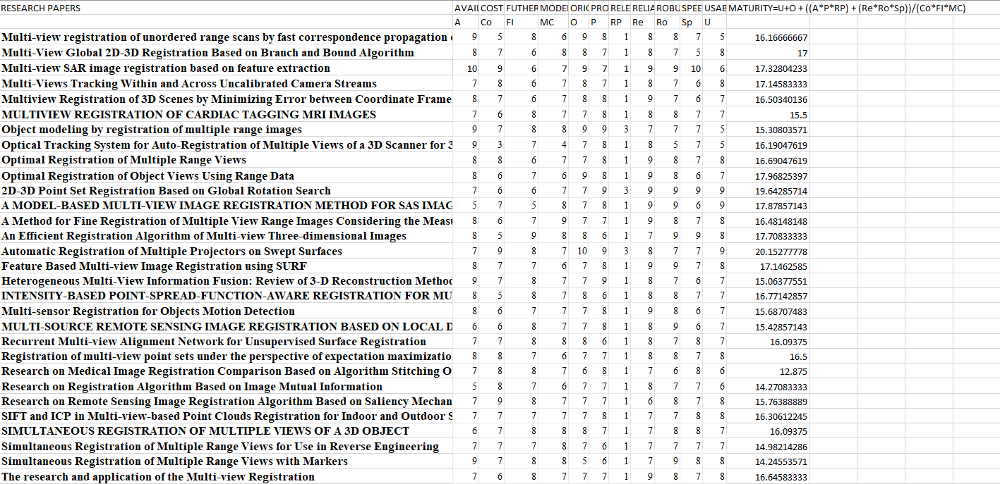 RESEARCH PAPERS AVAIL COST FUTHER MODE ORIG PRO RELE RELIA ROBU SPEE USAB MATURITY=U+O + ((A*P*RP) + (Re*Ro*Sp))/(Co*FI*MC)
A Co FI MC O P RP Re Ro Sp U
Multi-view registration of unordered range scans by fast correspondence propagation 9 5 8 6 9 8 1 8 8 7 5 16.16666667
Multi-View Global 2D-3D Registration Based on Branch and Bound Algorithm 8 7 6 8 8 7 1 8 7 5 8 17
Multi-view SAR image registration based on feature extraction 10 9 6 7 9 7 1 9 9 10 6 17.32804233
Multi-Views Tracking Within and Across Uncalibrated Camera Streams 7 8 6 7 8 7 1 8 7 6 8 17.14583333
Multiview Registration of 3D Scenes by Minimizing Error between Coordinate Frame 8 7 6 7 8 8 1 9 7 6 7 16.50340136
MULTIVIEW REGISTRATION OF CARDIAC TAGGING MRI IMAGES 7 6 8 7 7 8 1 8 8 7 7 15.5
Object modeling by registration of multiple range images 9 7 8 8 9 9 3 7 7 7 5 15.30803571
Optical Tracking System for Auto-Registration of Multiple Views of a 3D Scanner for 3 9 3 7 4 7 8 1 8 5 7 5 16.19047619
Optimal Registration of Multiple Range Views 8 8 6 7 7 8 1 9 8 7 8 16.69047619
Optimal Registration of Object Views Using Range Data 8 6 7 6 9 8 1 9 8 6 7 17.96825397
2D-3D Point Set Registration Based on Global Rotation Search 7 6 6 7 7 9 3 9 9 9 9 19.64285714
A MODEL-BASED MULTI-VIEW IMAGE REGISTRATION METHOD FOR SAS IMAG 5 7 5 8 7 8 1 9 9 6 9 17.87857143
A Method for Fine Registration of Multiple View Range Images Considering the Measu 8 6 7 9 7 7 1 9 8 7 8 16.48148148
An Efficient Registration Algorithm of Multi-view Three-dimensional Images 8 5 9 8 8 6 1 7 9 9 8 17.70833333
Automatic Registration of Multiple Projectors on Swept Surfaces 7 9 8 7 10 9 3 8 7 7 9 20.15277778
Feature Based Multi-view Image Registration using SURF 8 7 7 6 7 8 1 9 9 7 8 17.1462585
Heterogeneous Multi-View Information Fusion: Review of 3-D Reconstruction Method 9 7 8 7 7 9 1 8 7 6 7 15.06377551
INTENSITY-BASED POINT-SPREAD-FUNCTION-AWARE REGISTRATION FOR MU 8 5 8 7 8 6 1 8 8 7 7 16.77142857
Multi-sensor Registration for Objects Motion Detection 8 6 7 7 7 8 1 9 8 6 7 15.68707483
MULTI-SOURCE REMOTE SENSING IMAGE REGISTRATION BASED ON LOCAL D 6 6 8 7 7 8 1 8 9 6 7 15.42857143
Recurrent Multi-view Alignment Network for Unsupervised Surface Registration 7 7 8 8 8 6 1 8 7 8 7 16.09375
Registration of multi-view point sets under the perspective of expectation maximizatio 8 8 7 6 7 7 1 8 8 7 8 16.5
Research on Medical Image Registration Comparison Based on Algorithm Stitching O 7 8 8 7 6 8 1 7 6 8 6 12.875
Research on Registration Algorithm Based on Image Mutual Information 5 8 7 6 7 7 1 8 7 7 6 14.27083333
Research on Remote Sensing Image Registration Algorithm Based on Saliency Mechan 7 9 8 7 7 7 1 6 8 7 8 15.76388889
SIFT and ICP in Multi-view-based Point Clouds Registration for Indoor and Outdoor S 7 7 7 7 7 8 1 7 7 8 8 16.30612245
SIMULTANEOUS REGISTRATION OF MULTIPLE VIEWS OF A 3D OBJECT 6 7 8 8 8 7 1 7 8 8 7 16.09375
Simultaneous Registration of Multiple Range Views for Use in Reverse Engineering 7 7 7 8 7 6 1 7 7 7 7 14.98214286
Simultaneous Registration of Multiple Range Views with Markers 9 7 8 8 5 6 1 7 9 8 8 14.24553571
The research and application of the Multi-view Registration 7 6 8 7 7 7 1 9 8 7 8 16.64583333